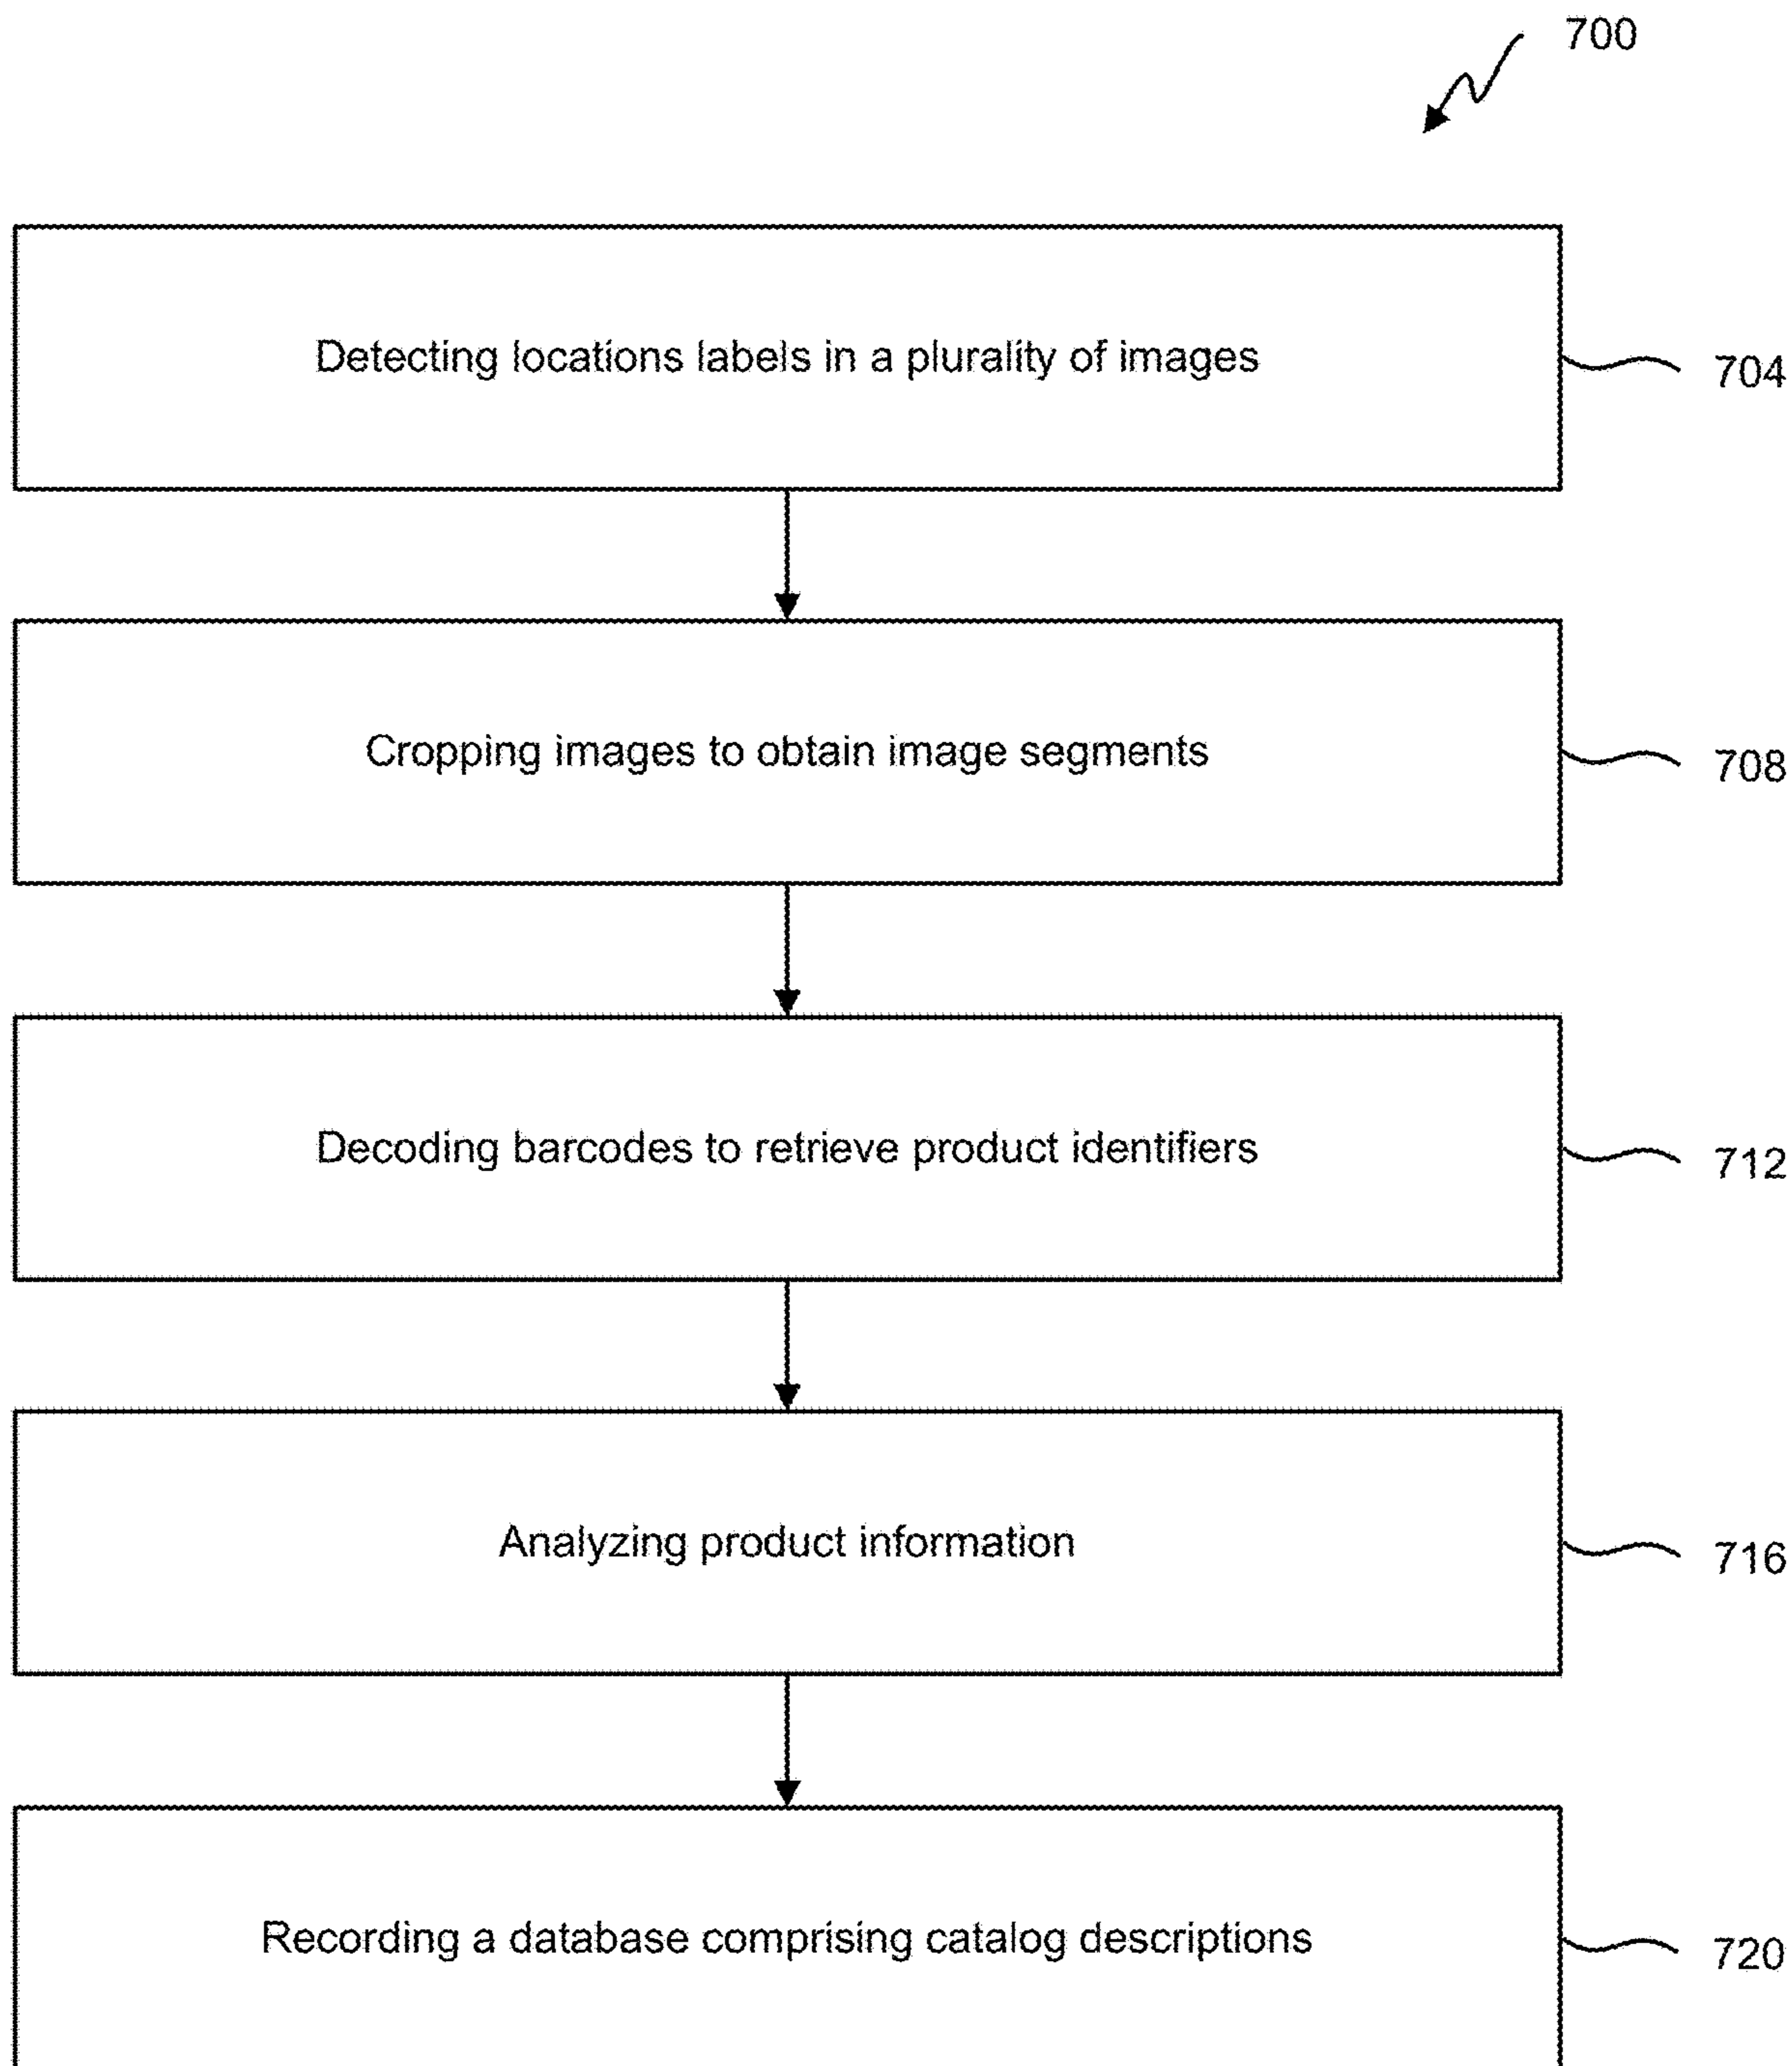 700
Detecting locations labels in a plurality of images
704
Cropping images to obtain image segments
708
Decoding barcodes to retrieve product identifiers
712
Analyzing product information
716
Recording a database comprising catalog descriptions
720